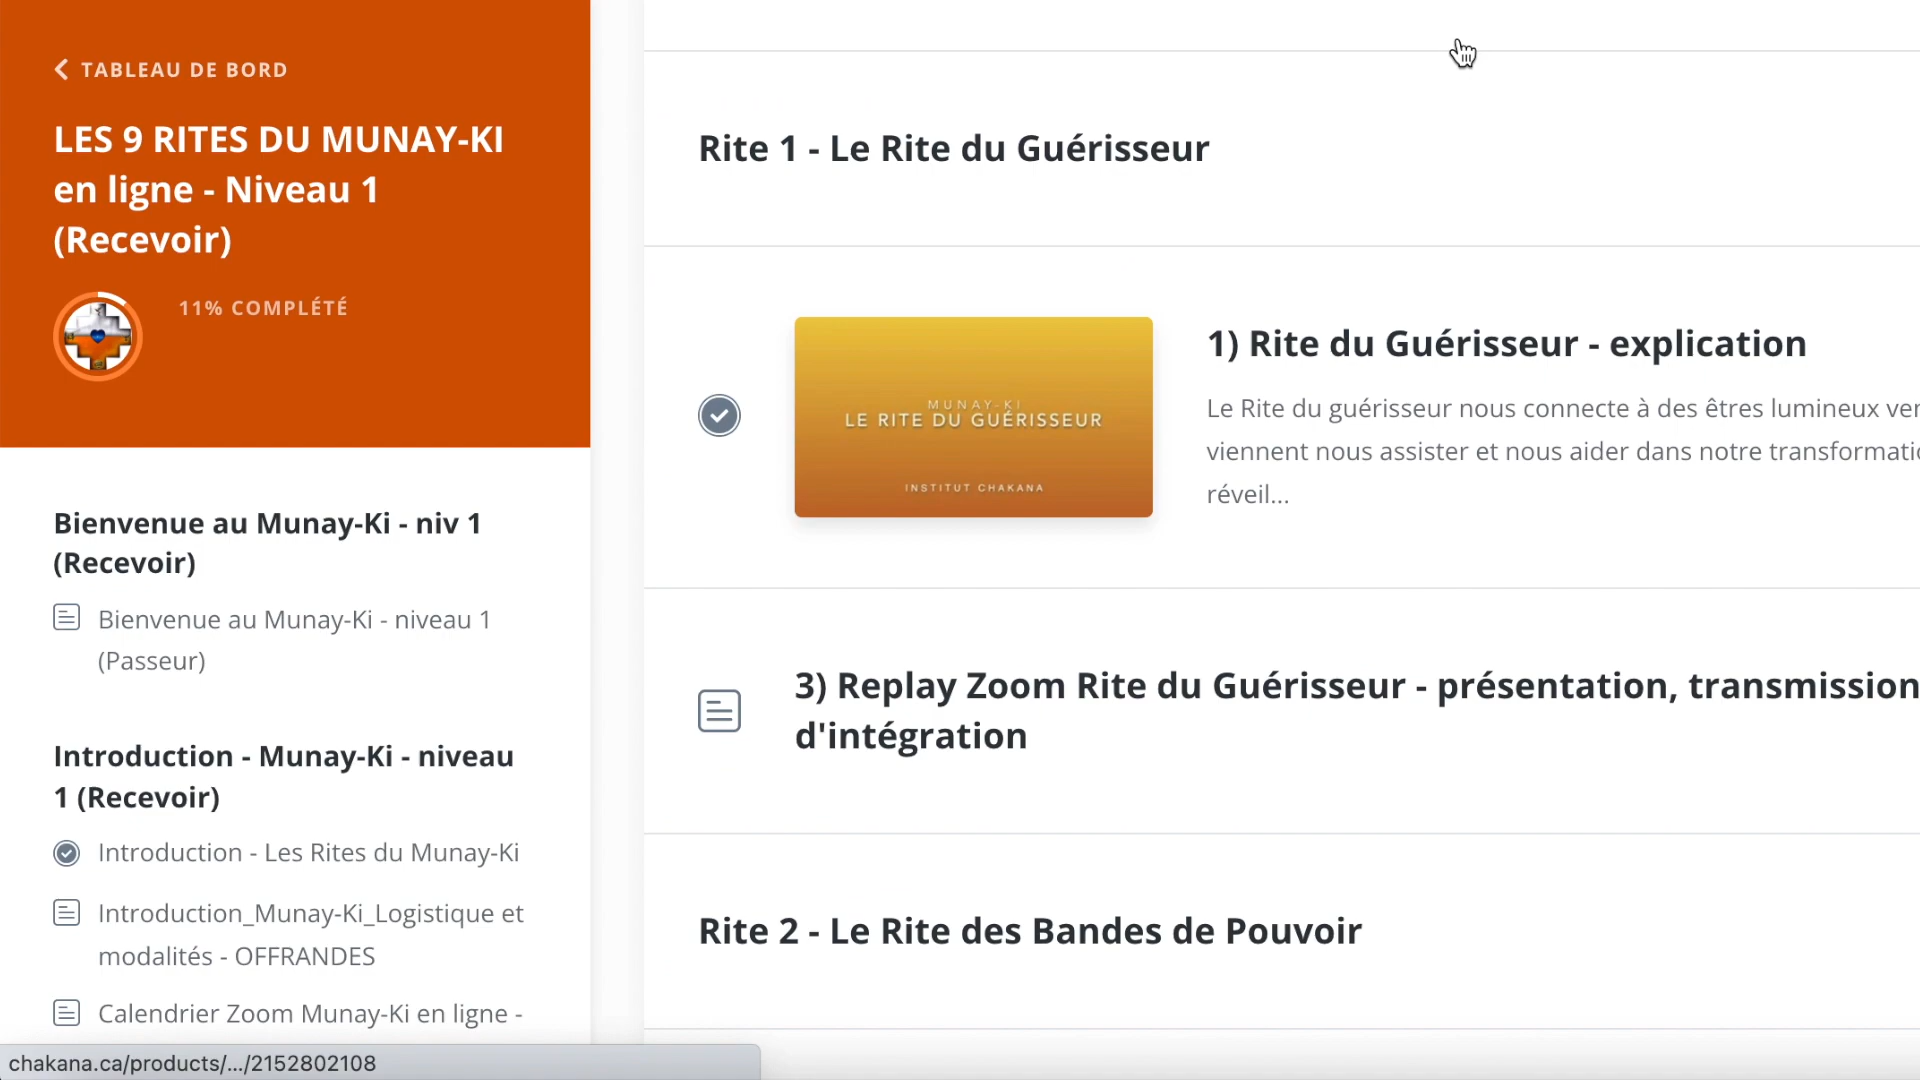 TABLEAU DE BORD
LES 9 RITES DU MUNAY-KI
en ligne - Niveau 1
(Recevoir)
11% COMPLÉTÉ
Bienvenue au Munay-Ki - niv 1
(Recevoir)
Bienvenue au Munay-Ki - niveau 1
(Passeur)
Introduction - Munay-Ki - niveau
1 (Recevoir)
Introduction - Les Rites du Munay-Ki
Introduction_Munay-Ki_Logistique et
modalités - OFFRANDES
Calendrier Zoom Munay-Ki en ligne -
chakana.ca/products/.../2152802108
Rite 1 - Le Rite du Guérisseur
MUNAY-KI
LE RITE DU GUÉRISSEUR
INSTITUT CHAKANA
1) Rite du Guérisseur - explication
Le Rite du guérisseur nous connecte à des êtres lumineux
viennent nous assister et nous aider dans notre
réveil...
3) Replay Zoom Rite du Guérisseur - présentation, transmission
d'intégration
Rite 2 - Le Rite des Bandes de Pouvoir